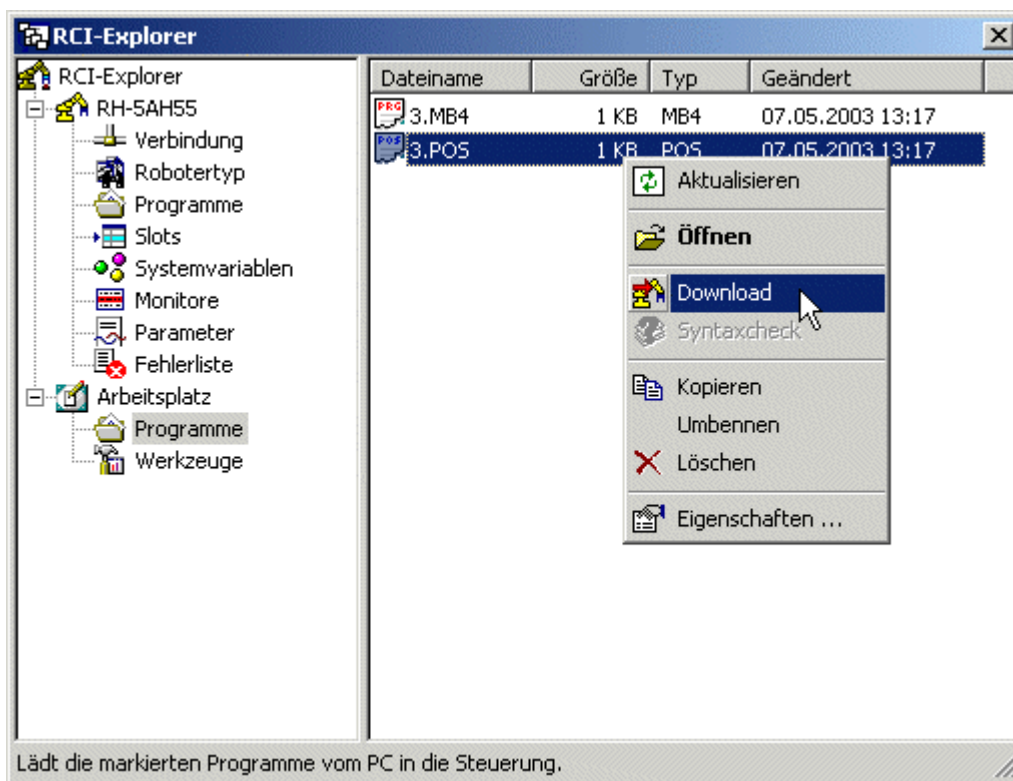 RCI-Explorer
RCI-Explorer
RH-5AH55
Verbindung
Robotertyp
Programme
Slots
Systemvariablen
Monitore
Parameter
Fehlerliste
Arbeitsplatz
Programme
Werkzeuge
Dateiname Größe Typ Geändert
PRG 3.MB4 1 KB MB4 07.05.2003 13:17
POS 3.POS 1 KB POS 07.05.2003 13:17
Aktualisieren
Öffnen
Download
Syntaxcheck
Kopieren
Umbennen
Löschen
Eigenschaften ...
Lädt die markierten Programme vom PC in die Steuerung.